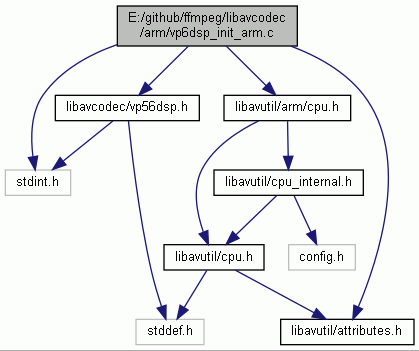 E:/github/ffmpeg/libavcodec
/arm/vp6dsp_init_arm.c
libavcodec/vp56dsp.h
libavutil/arm/cpu.h
stdint.h
libavutil/cpu_internal.h
libavutil/cpu.h
config.h
stddef.h
libavutil/attributes.h